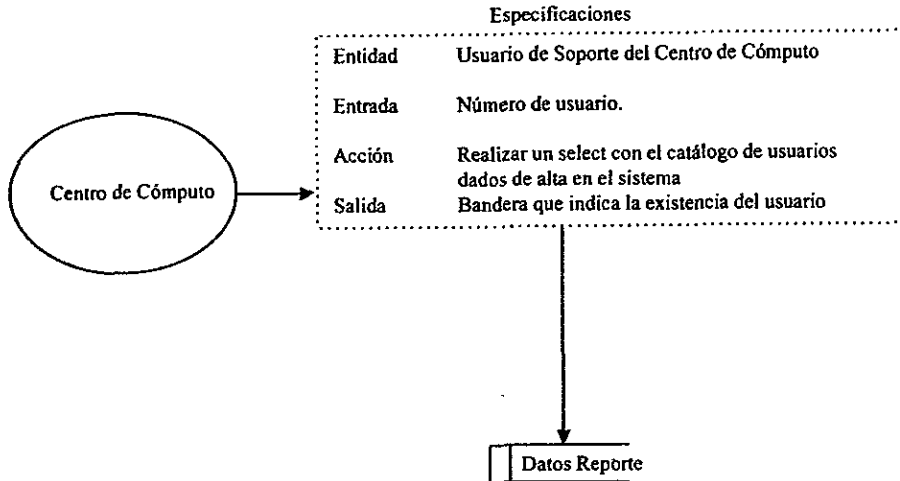 Especificaciones
Entidad Usuario de Soporte del Centro de Cómputo
Entrada Número de usuario.
Acción Realizar un select con el catálogo de usuarios
dados de alta en el sistema
Centro de Cómputo
Salida Bandera que indica la existencia del usuario
Datos Reporte